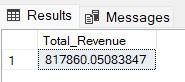 Results Messages
Total_Revenue
1 817860.05083847